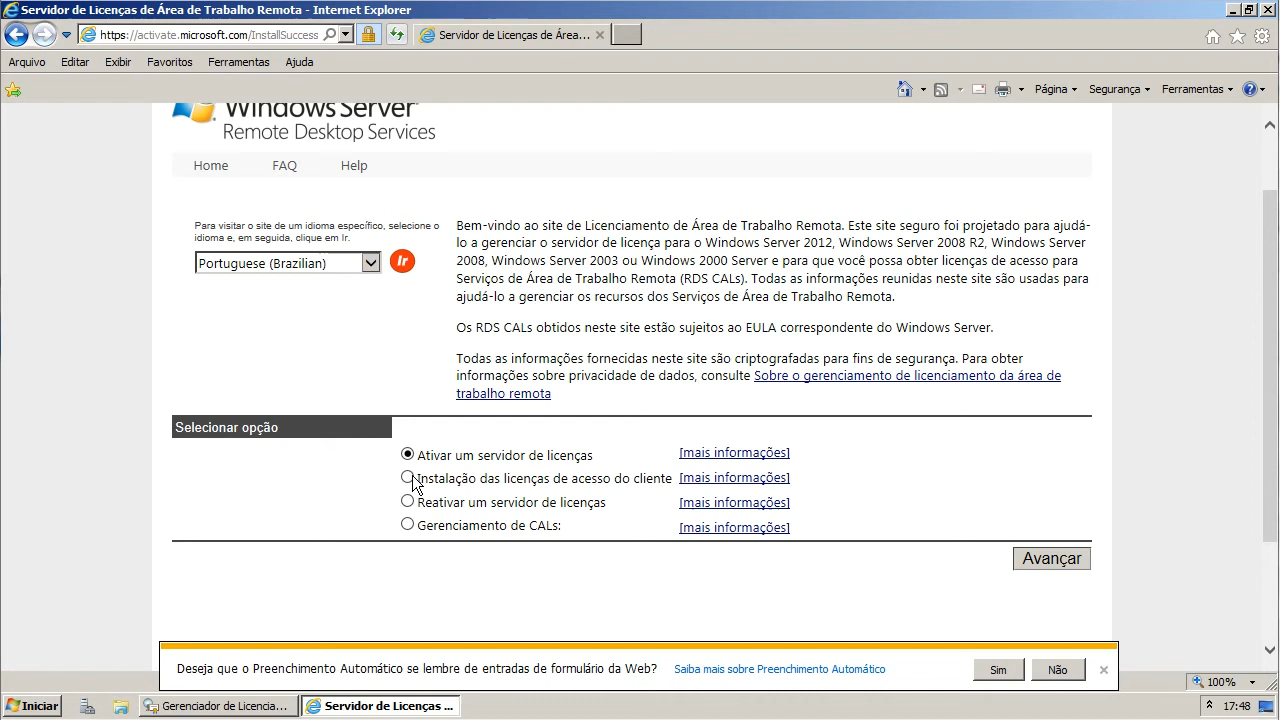 Servidor de Licenças de Área de Trabalho Remota - Internet Explorer
https://activate.microsoft.com/InstallSuccess
Servidor de Licenças de Área...
Arquivo Editar Exibir Favoritos Ferramentas Ajuda
Página Segurança Ferramentas
Windows Server
Remote Desktop Services
Home FAQ Help
Para visitar o site de um idioma específico, selecione o
idioma e, em seguida, clique em Ir.
Portuguese (Brazilian)
Ir
Bem-vindo ao site de Licenciamento de Área de Trabalho Remota. Este site seguro foi projetado para ajudá-
lo a gerenciar o servidor de licença para o Windows Server 2012, Windows Server 2008 R2, Windows Server
2008, Windows Server 2003 ou Windows 2000 Server e para que você possa obter licenças de acesso para
Serviços de Área de Trabalho Remota (RDS CALs). Todas as informações reunidas neste site são usadas para
ajudá-lo a gerenciar os recursos dos Serviços de Área de Trabalho Remota.
Os RDS CALs obtidos neste site estão sujeitos ao EULA correspondente do Windows Server.
Todas as informações fornecidas neste site são criptografadas para fins de segurança. Para obter
informações sobre privacidade de dados, consulte Sobre o gerenciamento de licenciamento da área de
trabalho remota
Selecionar opção
Ativar um servidor de licenças [mais informações]
Instalação das licenças de acesso do cliente [mais informações]
Reativar um servidor de licenças [mais informações]
Gerenciamento de CALs: [mais informações]
Avançar
Deseja que o Preenchimento Automático se lembre de entradas de formulário da Web? Saiba mais sobre Preenchimento Automático Sim Não
100%
Iniciar Gerenciador de Licencia... Servidor de Licenças ... 17:48